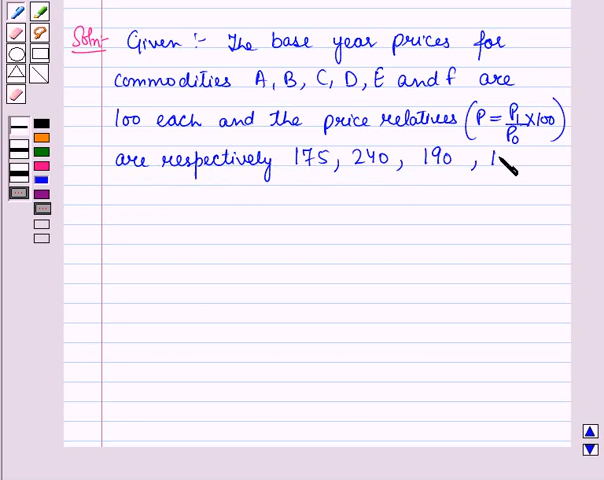 Soln:- Given :- The base year prices for
commodities A, B, C, D, E and F are
100 each and the price relatives (P = P₁/P₀ × 100)
are respectively 175, 240, 190, 1